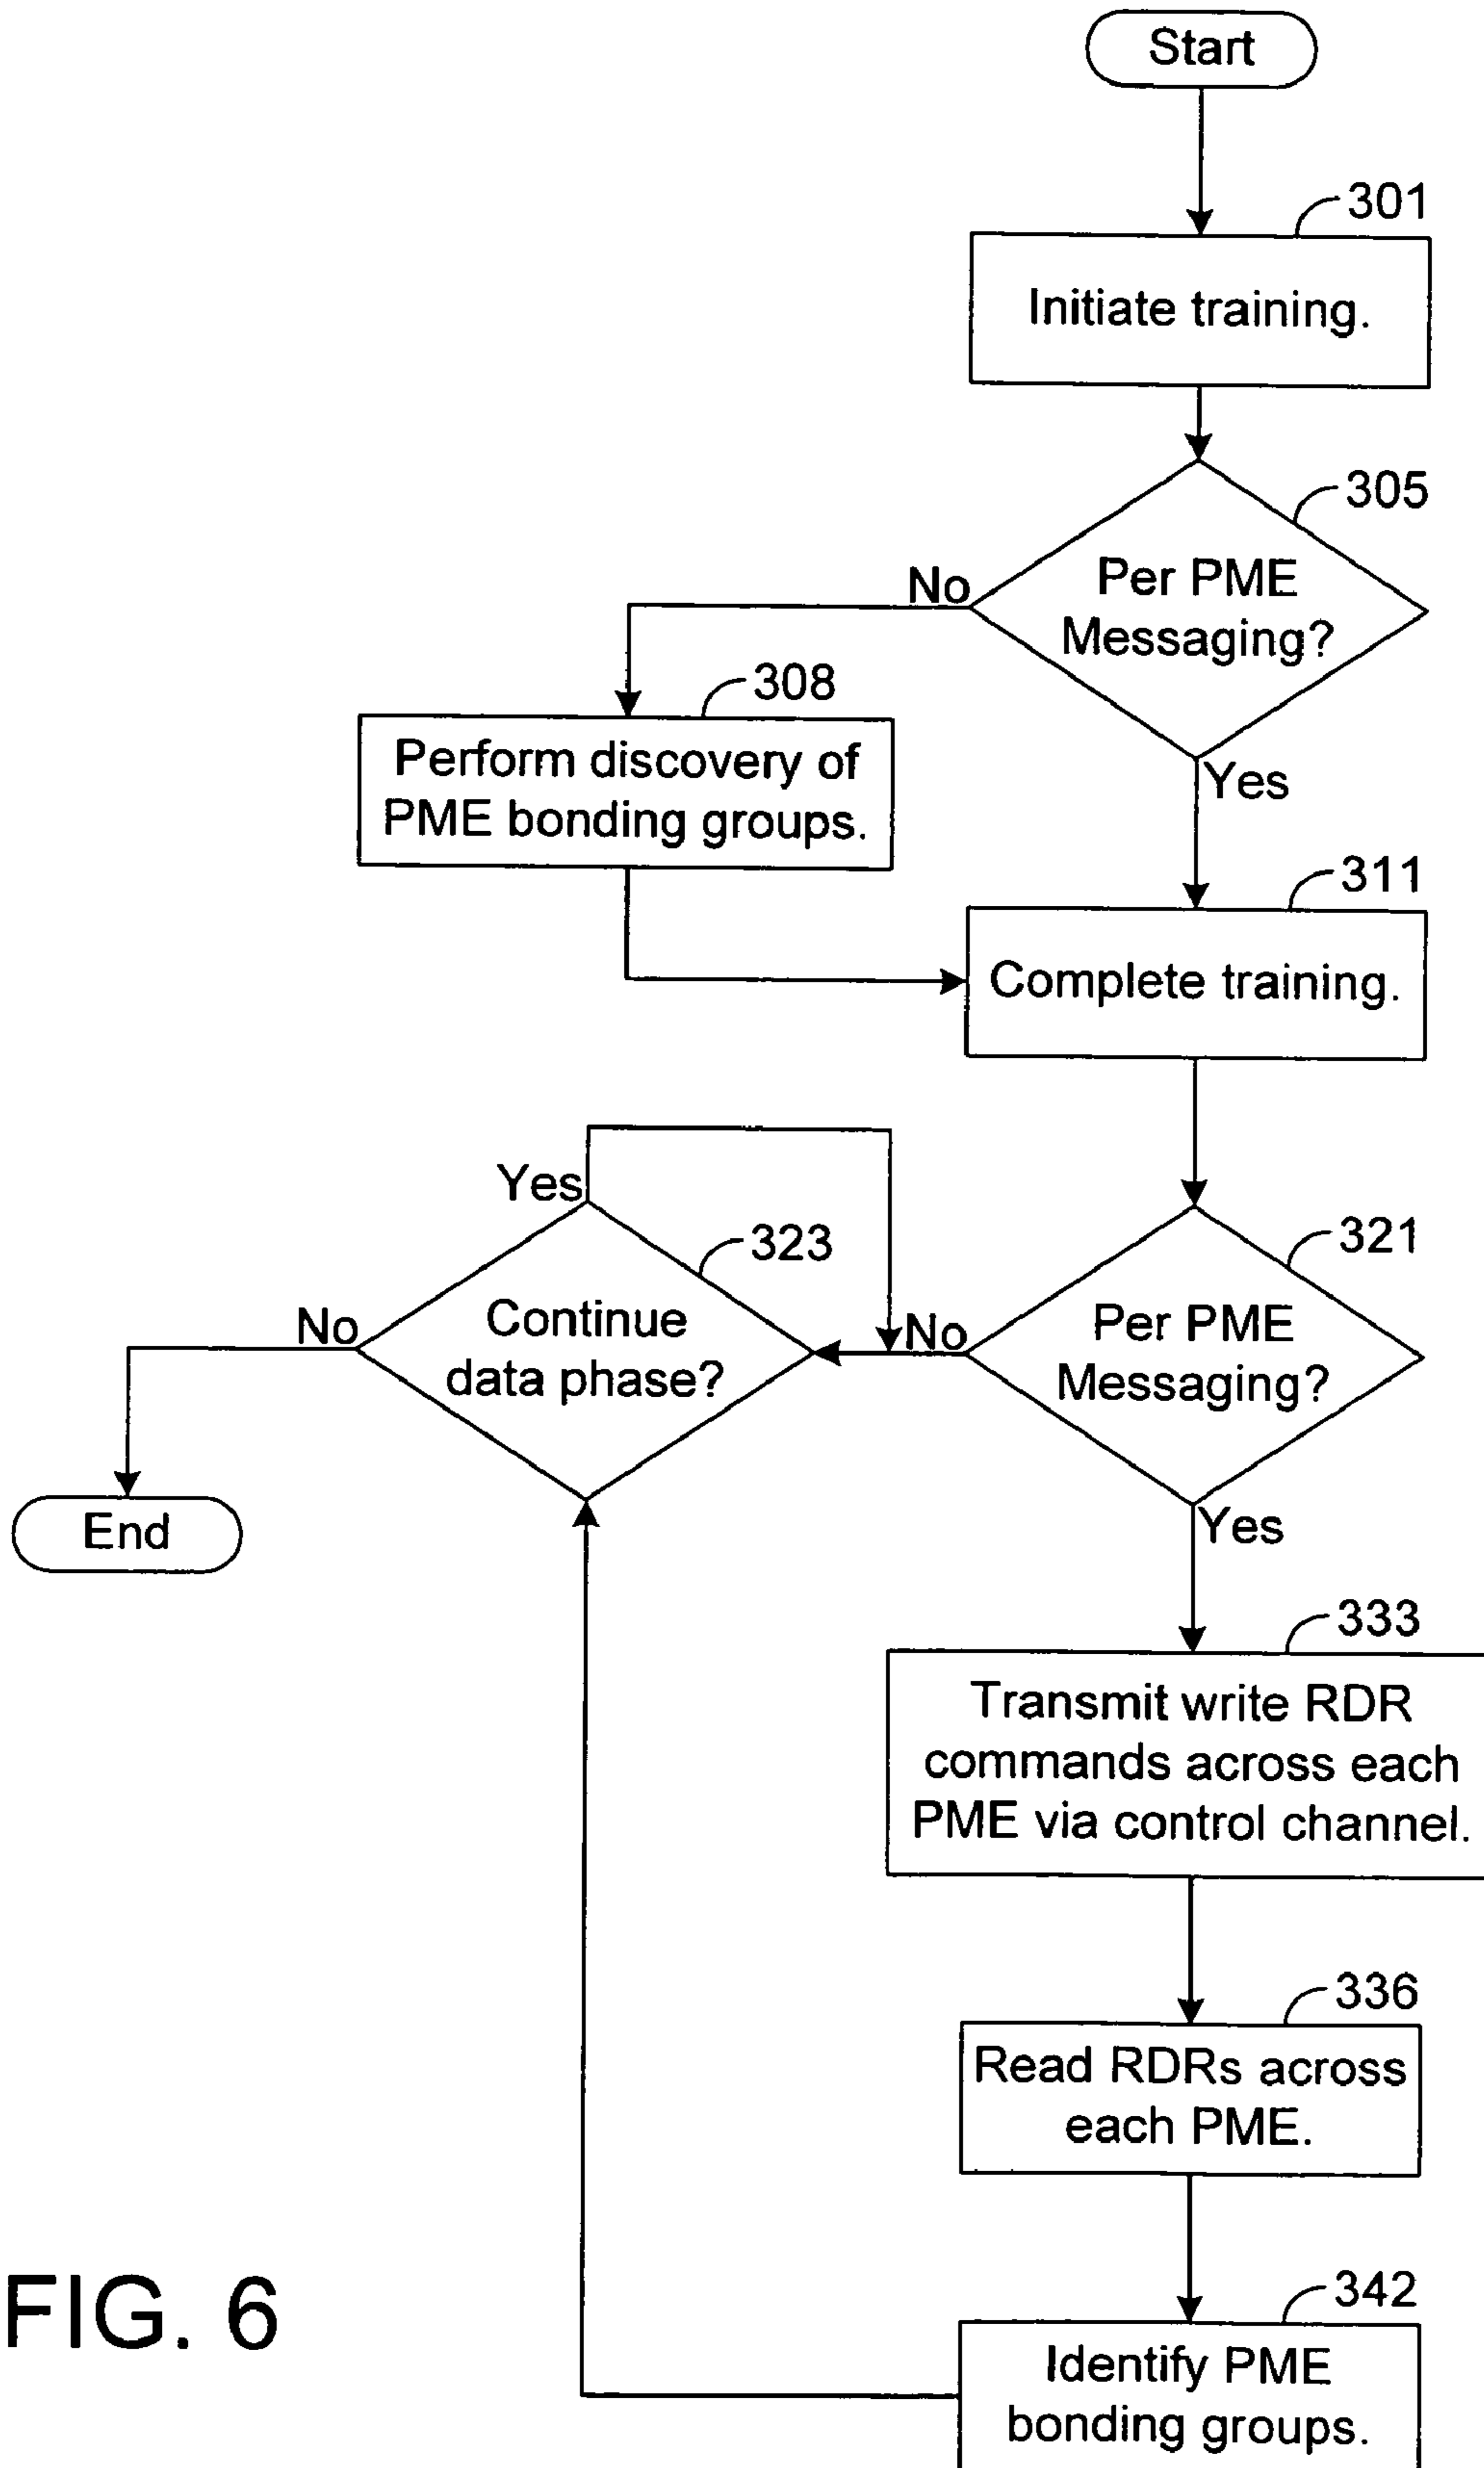 Start
301
Initiate training.
305
Per PME
Messaging?
No
Yes
308
Perform discovery of
PME bonding groups.
311
Complete training.
321
Per PME
Messaging?
No
Yes
323
Continue
data phase?
Yes
No
End
333
Transmit write RDR
commands across each
PME via control channel.
336
Read RDRs across
each PME.
342
Identify PME
bonding groups.
FIG. 6